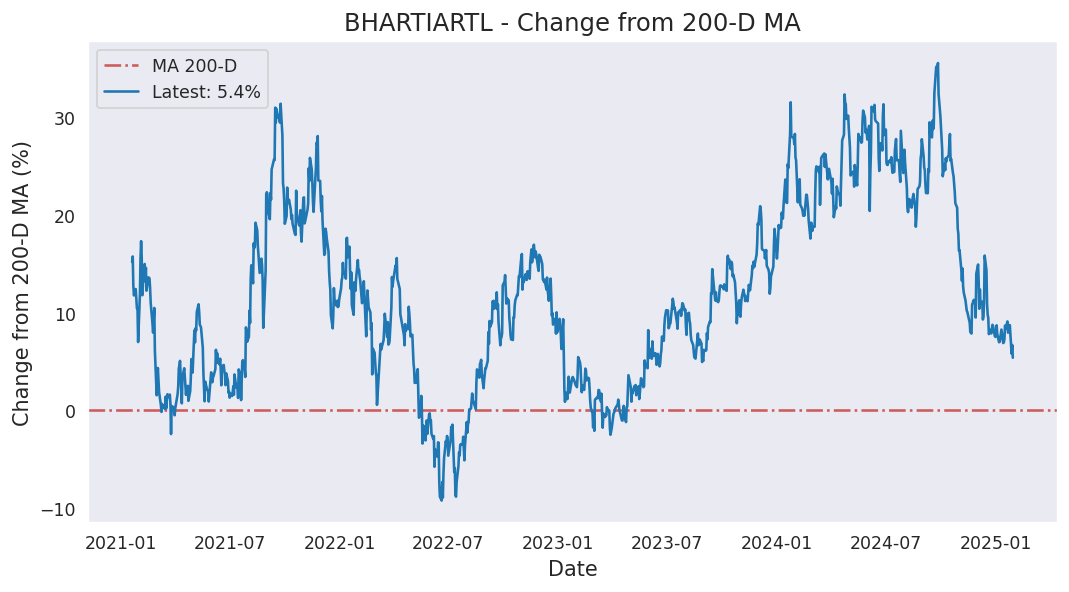 BHARTIARTL - Change from 200-D MA
MA 200-D
Latest: 5.4%
Change from 200-D MA (%)
30
20
10
0
−10
2021-01 2021-07 2022-01 2022-07 2023-01 2023-07 2024-01 2024-07 2025-01
Date